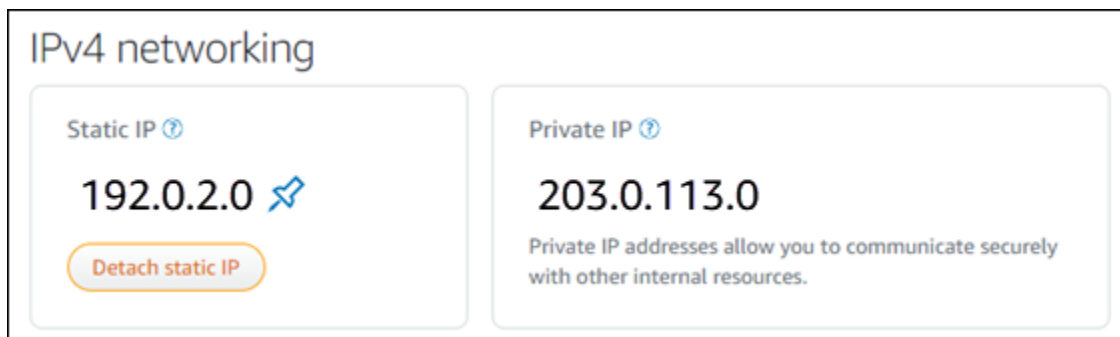 IPv4 networking
Static IP ?
Private IP ?
192.0.2.0
203.0.113.0
Detach static IP
Private IP addresses allow you to communicate securely
with other internal resources.